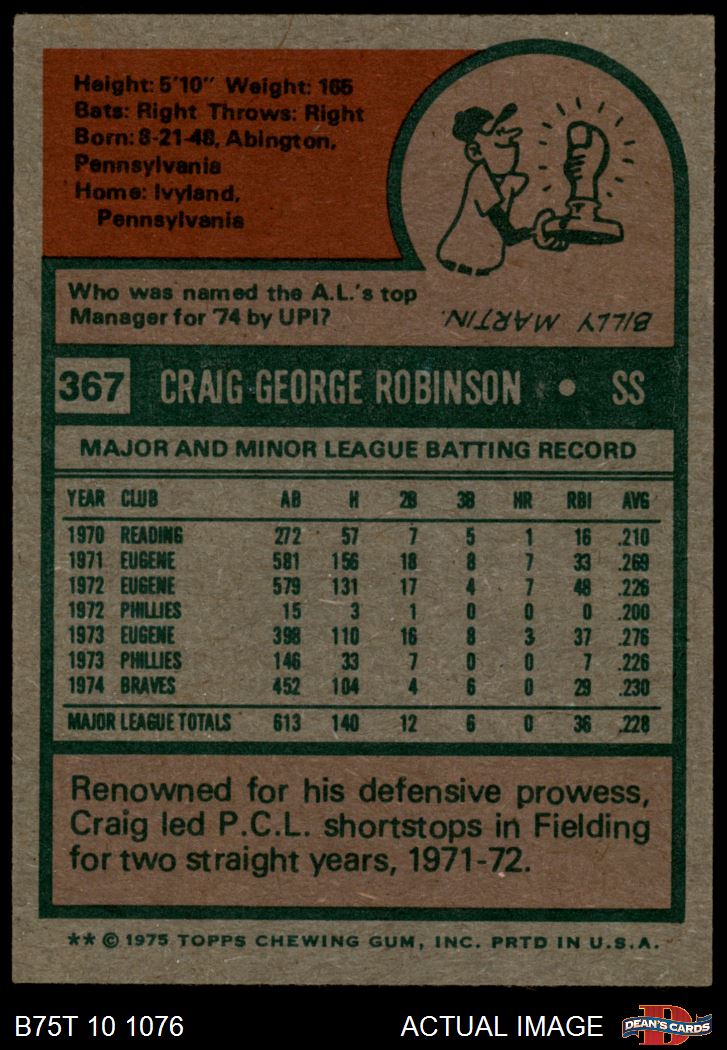 Height: 5'10" Weight: 165
Bats: Right Throws: Right
Born: 8-21-48, Abington,
Pennsylvania
Home: Ivyland,
Pennsylvania
Who was named the A.L.'s top
Manager for '74 by UPI?
BILLY MARTIN.
367 CRAIG GEORGE ROBINSON • SS
MAJOR AND MINOR LEAGUE BATTING RECORD
YEAR CLUB AB H 2B 3B HR RBI AVG
1970 READING 272 57 7 5 1 16 .210
1971 EUGENE 581 156 18 8 7 33 .269
1972 EUGENE 579 131 17 4 7 48 .226
1972 PHILLIES 15 3 1 0 0 0 .200
1973 EUGENE 398 110 16 8 3 37 .276
1973 PHILLIES 146 33 7 0 0 7 .226
1974 BRAVES 452 104 4 6 0 29 .230
MAJOR LEAGUE TOTALS 613 140 12 6 0 36 .228
Renowned for his defensive prowess,
Craig led P.C.L. shortstops in Fielding
for two straight years, 1971-72.
** © 1975 TOPPS CHEWING GUM, INC. PRTD IN U.S.A.
B75T 10 1076 ACTUAL IMAGE D DEAN'S CARDS